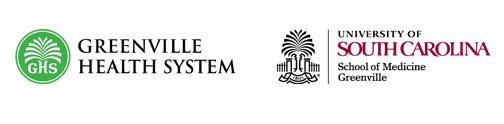 GHS
GREENVILLE
HEALTH SYSTEM
UNIVERSITY OF
SOUTH CAROLINA
School of Medicine
Greenville